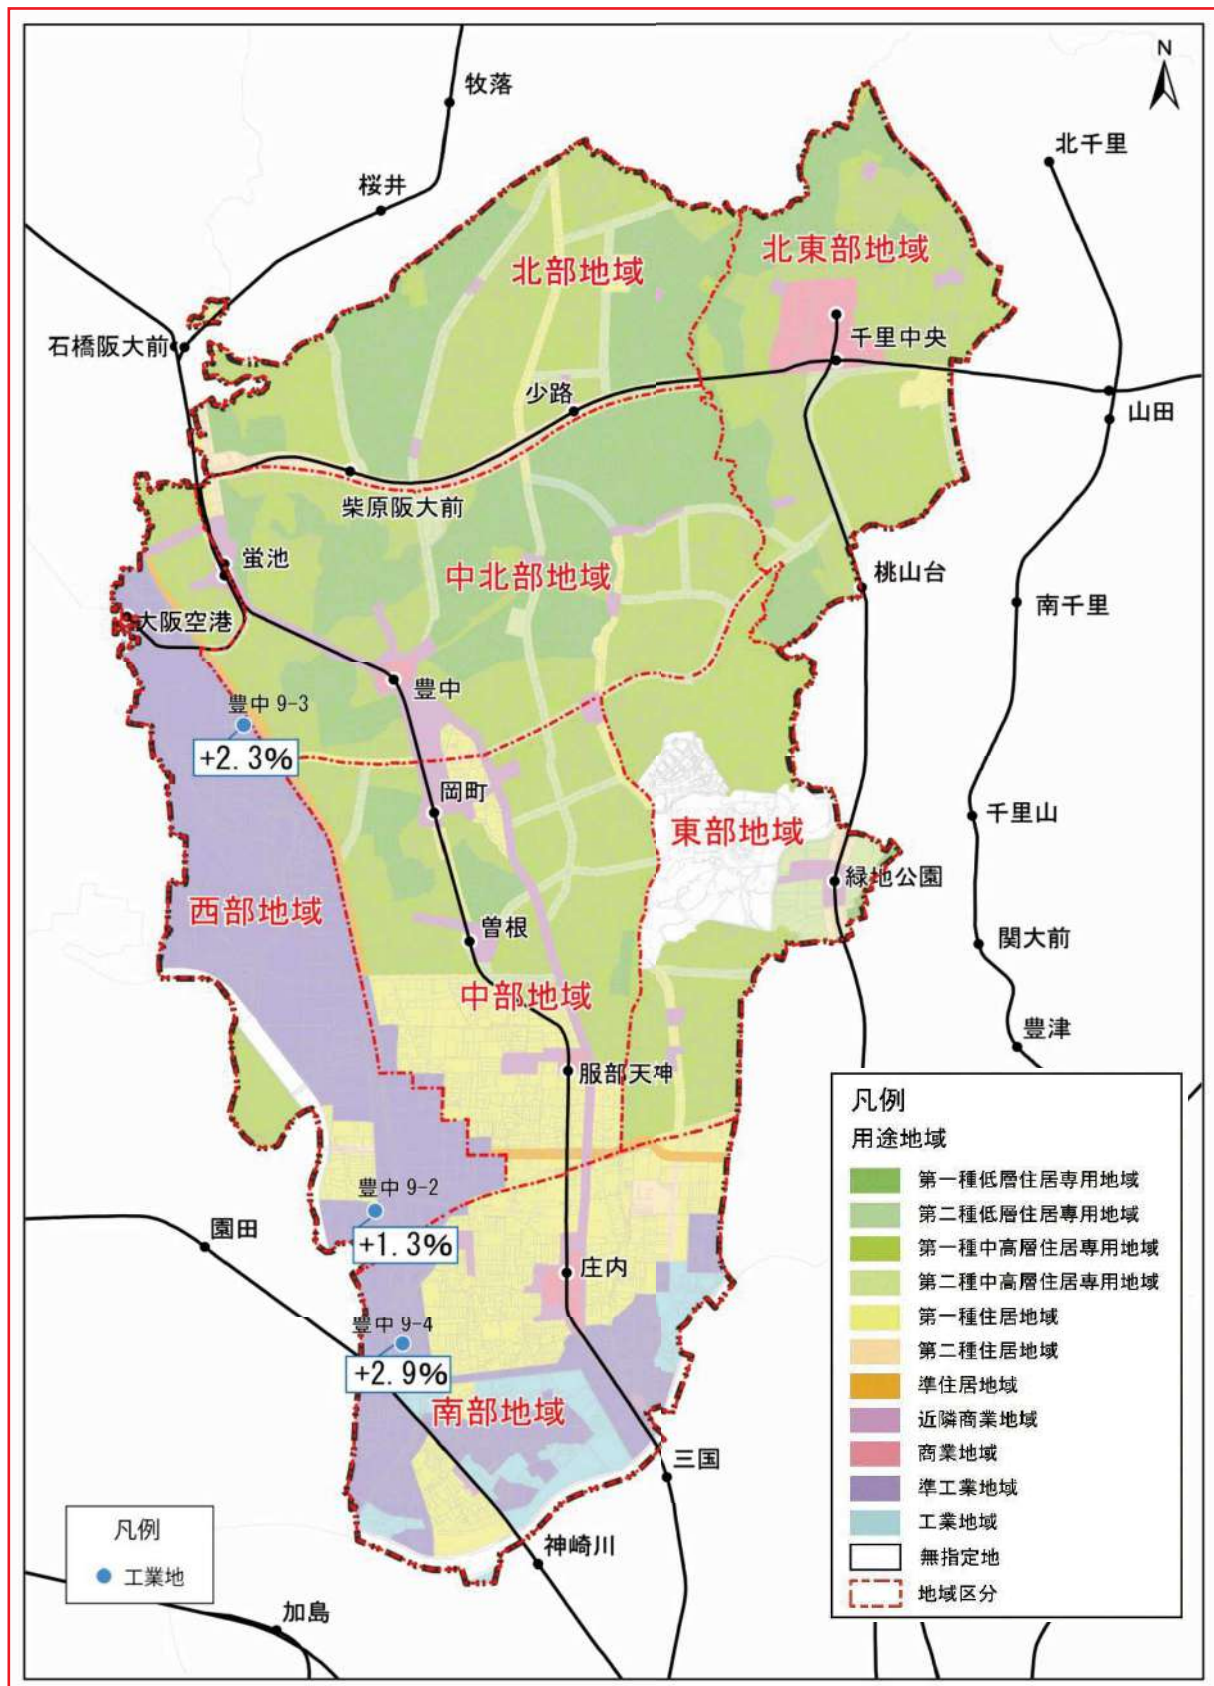 N
牧落
北千里
桜井
北東部地域
北部地域
千里中央
石橋阪大前
少路
山田
柴原阪大前
蛍池
中北部地域
桃山台
南千里
大阪空港
豊中
豊中 9-3
+2.3%
岡町
千里山
東部地域
緑地公園
西部地域
曽根
関大前
中部地域
豊津
服部天神
豊中 9-2
園田
+1.3%
庄内
豊中 9-4
+2.9%
南部地域
三国
神崎川
加島
凡例
用途地域
第一種低層住居専用地域
第二種低層住居専用地域
第一種中高層住居専用地域
第二種中高層住居専用地域
第一種住居地域
第二種住居地域
準住居地域
近隣商業地域
商業地域
準工業地域
工業地域
無指定地
地域区分
凡例
工業地